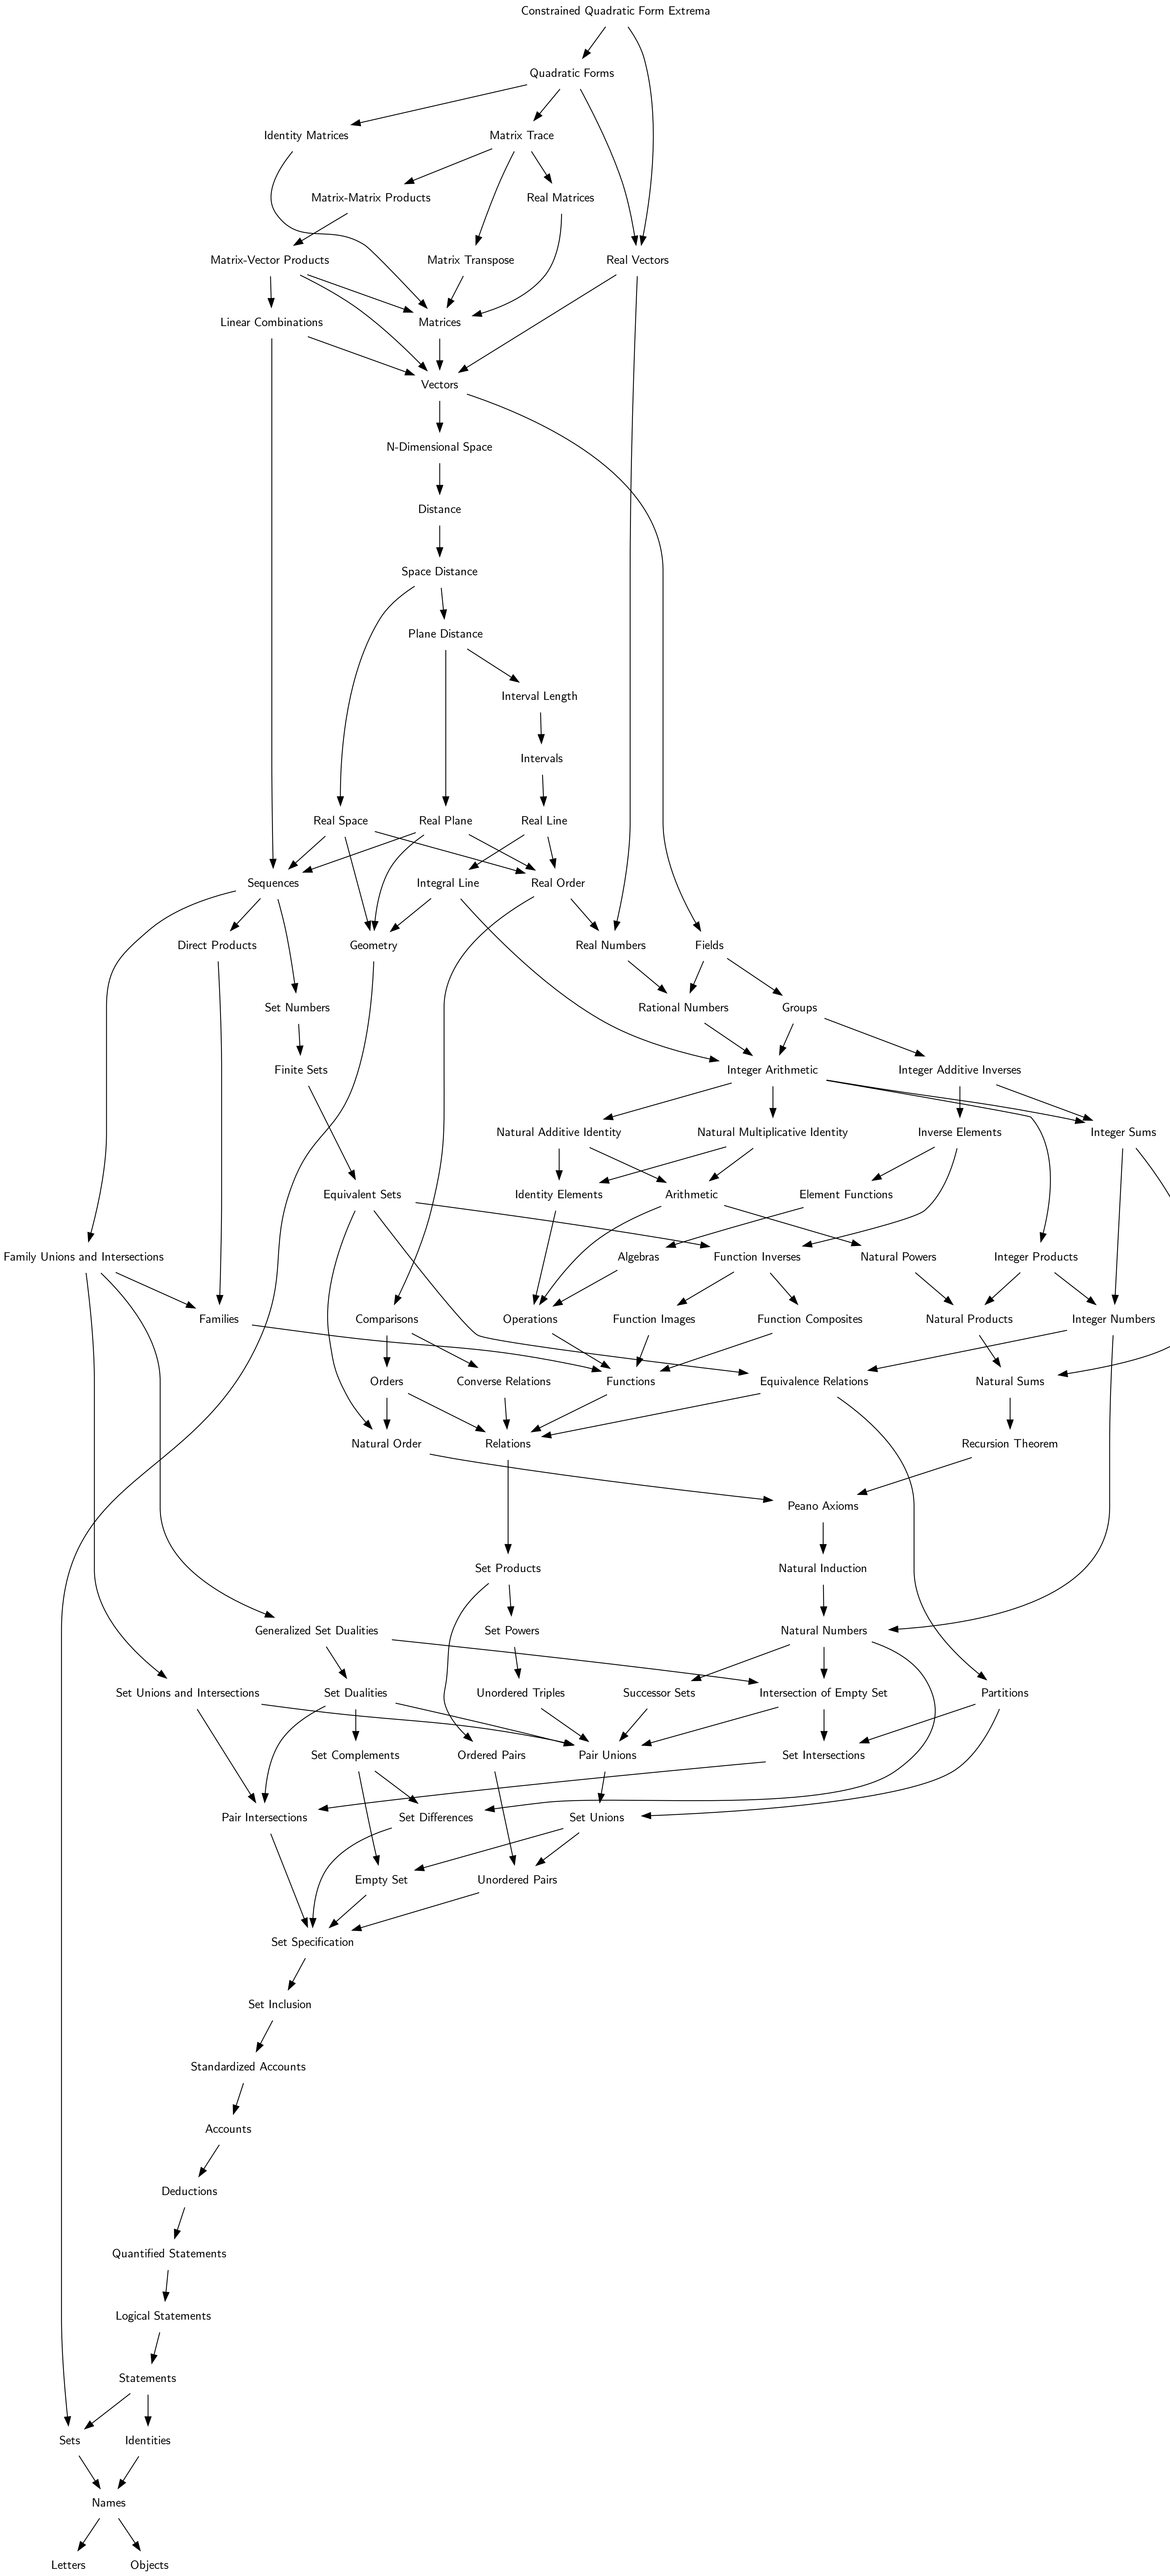 Constrained Quadratic Form Extrema
Quadratic Forms
Identity Matrices
Matrix Trace
Matrix-Matrix Products
Real Matrices
Matrix-Vector Products
Matrix Transpose
Real Vectors
Linear Combinations
Matrices
Vectors
N-Dimensional Space
Distance
Space Distance
Plane Distance
Interval Length
Intervals
Real Space
Real Plane
Real Line
Sequences
Integral Line
Real Order
Direct Products
Geometry
Real Numbers
Fields
Set Numbers
Rational Numbers
Groups
Finite Sets
Integer Arithmetic
Integer Additive Inverses
Natural Additive Identity
Natural Multiplicative Identity
Inverse Elements
Integer Sums
Equivalent Sets
Identity Elements
Arithmetic
Element Functions
Family Unions and Intersections
Algebras
Function Inverses
Natural Powers
Integer Products
Families
Comparisons
Operations
Function Images
Function Composites
Natural Products
Integer Numbers
Orders
Converse Relations
Functions
Equivalence Relations
Natural Sums
Natural Order
Relations
Recursion Theorem
Peano Axioms
Set Products
Natural Induction
Generalized Set Dualities
Set Powers
Natural Numbers
Set Unions and Intersections
Set Dualities
Unordered Triples
Successor Sets
Intersection of Empty Set
Partitions
Set Complements
Ordered Pairs
Pair Unions
Set Intersections
Pair Intersections
Set Differences
Set Unions
Empty Set
Unordered Pairs
Set Specification
Set Inclusion
Standardized Accounts
Accounts
Deductions
Quantified Statements
Logical Statements
Statements
Sets
Identities
Names
Letters
Objects